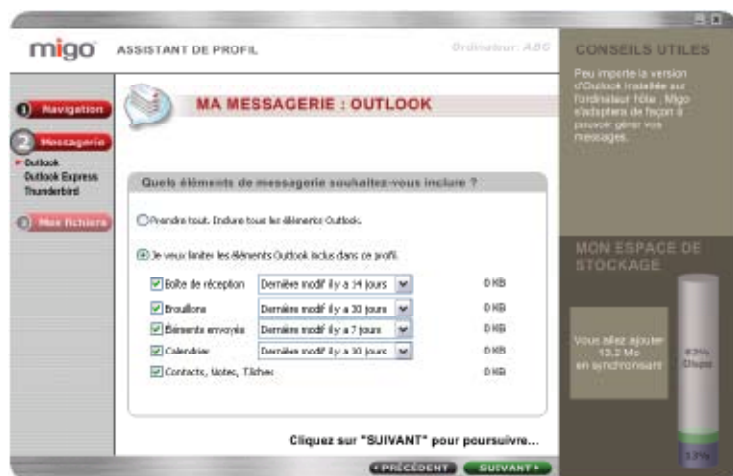 migo
ASSISTANT DE PROFIL
Ordinateur: ABG
1 Navigation
2 Messagerie
Outlook
Outlook Express
Thunderbird
3 Mes fichiers
MA MESSAGERIE : OUTLOOK
Quels éléments de messagerie souhaitez-vous inclure ?
Prendre tout. Inclure tous les éléments Outlook.
Je veux limiter les éléments Outlook inclus dans ce profil.
Boîte de réception Dernière modif il y a 14 jours 0 KB
Brouillons Dernière modif il y a 30 jours 0 KB
Éléments envoyés Dernière modif il y a 7 jours 0 KB
Calendrier Dernière modif il y a 30 jours 0 KB
Contacts, Notes, Tâches 0 KB
Cliquez sur "SUIVANT" pour poursuivre...
PRÉCÉDENT SUIVANT
CONSEILS UTILES
Peu importe la version
d'Outlook installée sur
l'ordinateur hôte ; Migo
s'adaptera de façon à
pouvoir gérer vos
messages.
MON ESPACE DE
STOCKAGE
Vous allez ajouter
13,2 Mo
en synchronisant
Dispo
13%